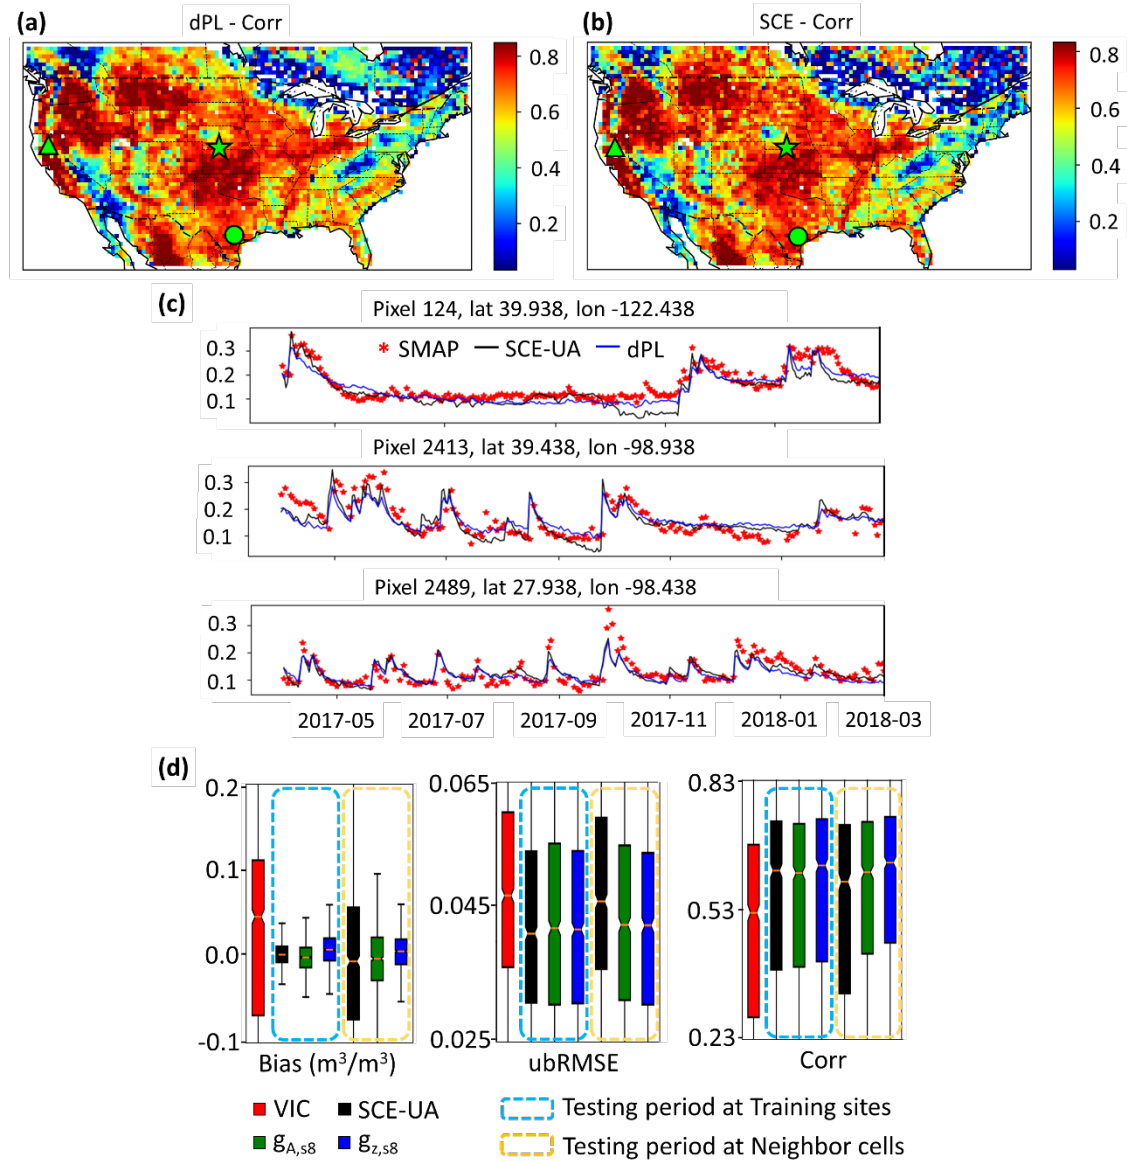 (a) dPL - Corr
0.8
0.6
0.4
0.2
(b) SCE - Corr
0.8
0.6
0.4
0.2
(c)
Pixel 124, lat 39.938, lon -122.438
SMAP SCE-UA dPL
0.3
0.2
0.1
Pixel 2413, lat 39.438, lon -98.938
0.3
0.2
0.1
Pixel 2489, lat 27.938, lon -98.438
0.3
0.2
0.1
2017-05 2017-07 2017-09 2017-11 2018-01 2018-03
(d)
0.2
0.1
0.0
-0.1
Bias (m³/m³)
0.065
0.045
0.025
ubRMSE
0.83
0.53
0.23
Corr
VIC SCE-UA Testing period at Training sites
gA,s8 gz,s8 Testing period at Neighbor cells